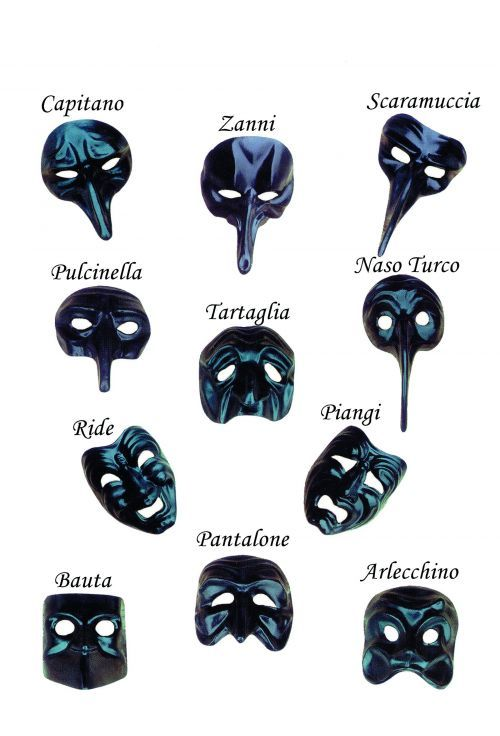 Capitano
Zanni
Scaramuccia
Pulcinella
Tartaglia
Naso Turco
Ride
Piangi
Bauta
Pantalone
Arlecchino